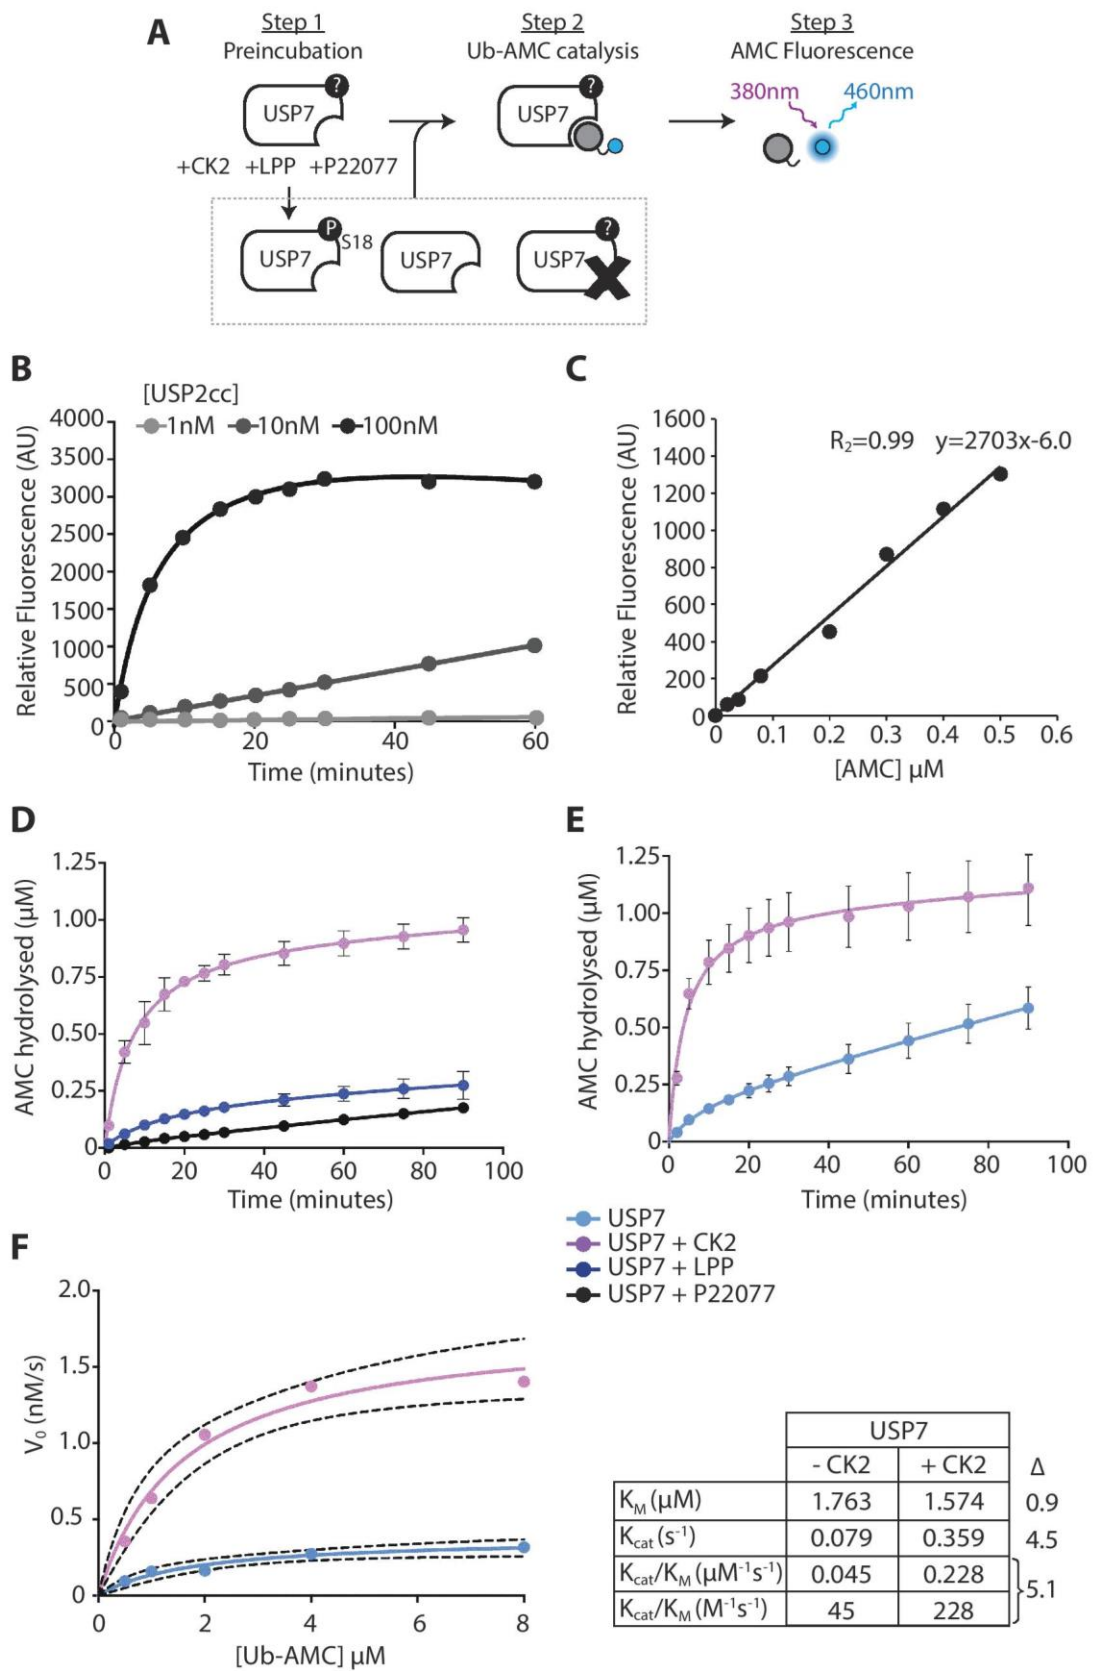 A
Step 1
Preincubation
Step 2
Ub-AMC catalysis
Step 3
AMC Fluorescence
?
USP7
+CK2 +LPP +P22077
?
USP7
380nm 460nm
P
S18
USP7
USP7
?
USP7
B
[USP2cc]
1nM 10nM 100nM
Relative Fluorescence (AU)
4000
3500
3000
2500
2000
1500
1000
500
0
0 20 40 60
Time (minutes)
C
R2=0.99 y=2703x-6.0
Relative Fluorescence (AU)
1600
1400
1200
1000
800
600
400
200
0
0 0.1 0.2 0.3 0.4 0.5 0.6
[AMC] µM
D
AMC hydrolysed (µM)
1.25
1.00
0.75
0.50
0.25
0
0 20 40 60 80 100
Time (minutes)
E
AMC hydrolysed (µM)
1.25
1.00
0.75
0.50
0.25
0
0 20 40 60 80 100
Time (minutes)
USP7
USP7 + CK2
USP7 + LPP
USP7 + P22077
F
V0 (nM/s)
2.0
1.5
1.0
0.5
0
0 2 4 6 8
[Ub-AMC] µM
USP7
- CK2 + CK2 Δ
KM (µM) 1.763 1.574 0.9
Kcat (s-1) 0.079 0.359 4.5
Kcat/KM (µM-1s-1) 0.045 0.228
5.1
Kcat/KM (M-1s-1) 45 228